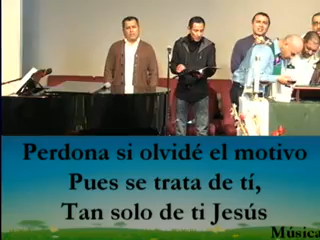 Perdona si olvidé el motivo
Pues se trata de tí,
Tan solo de ti Jesús
Música